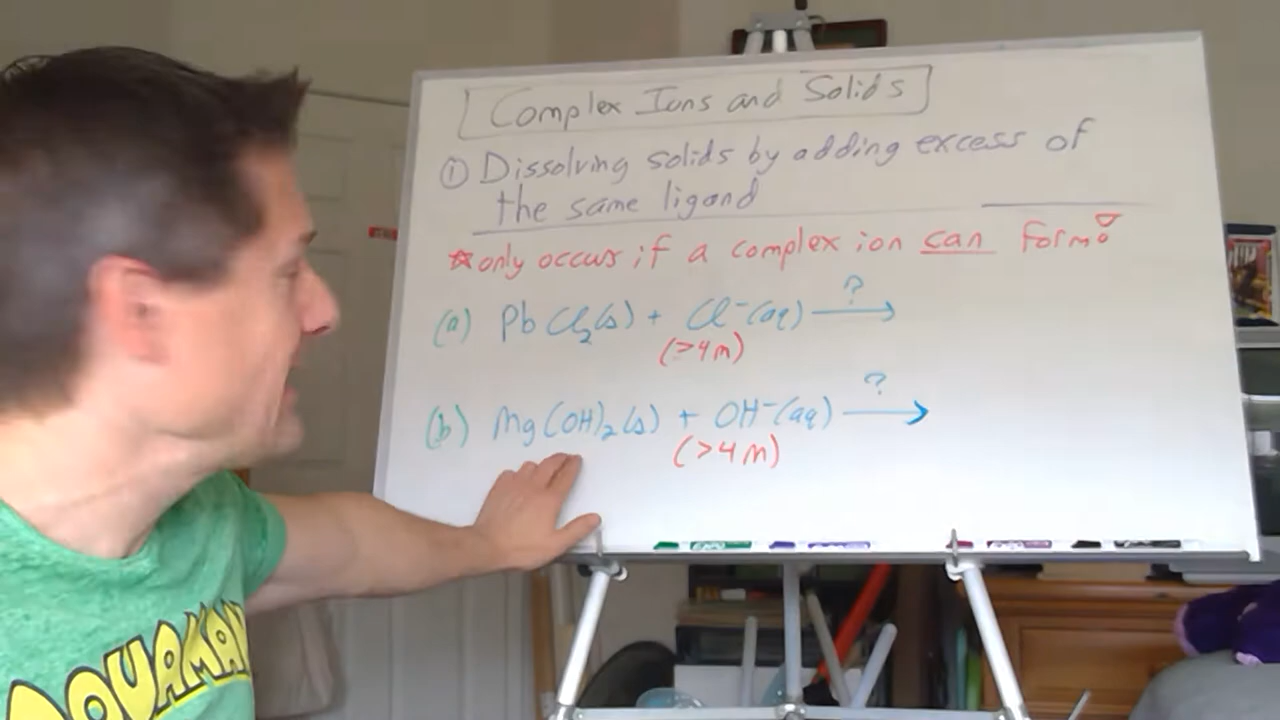 Complex Ions and Solids
① Dissolving solids by adding excess of
the same ligand
☆only occurs if a complex ion can form!
?
(a) PbCl₂(s) + Cl⁻(aq) ⟶
(>4M)
?
(b) Mg(OH)₂(s) + OH⁻(aq) ⟶
(>4M)
AQUAMAN
EXPO